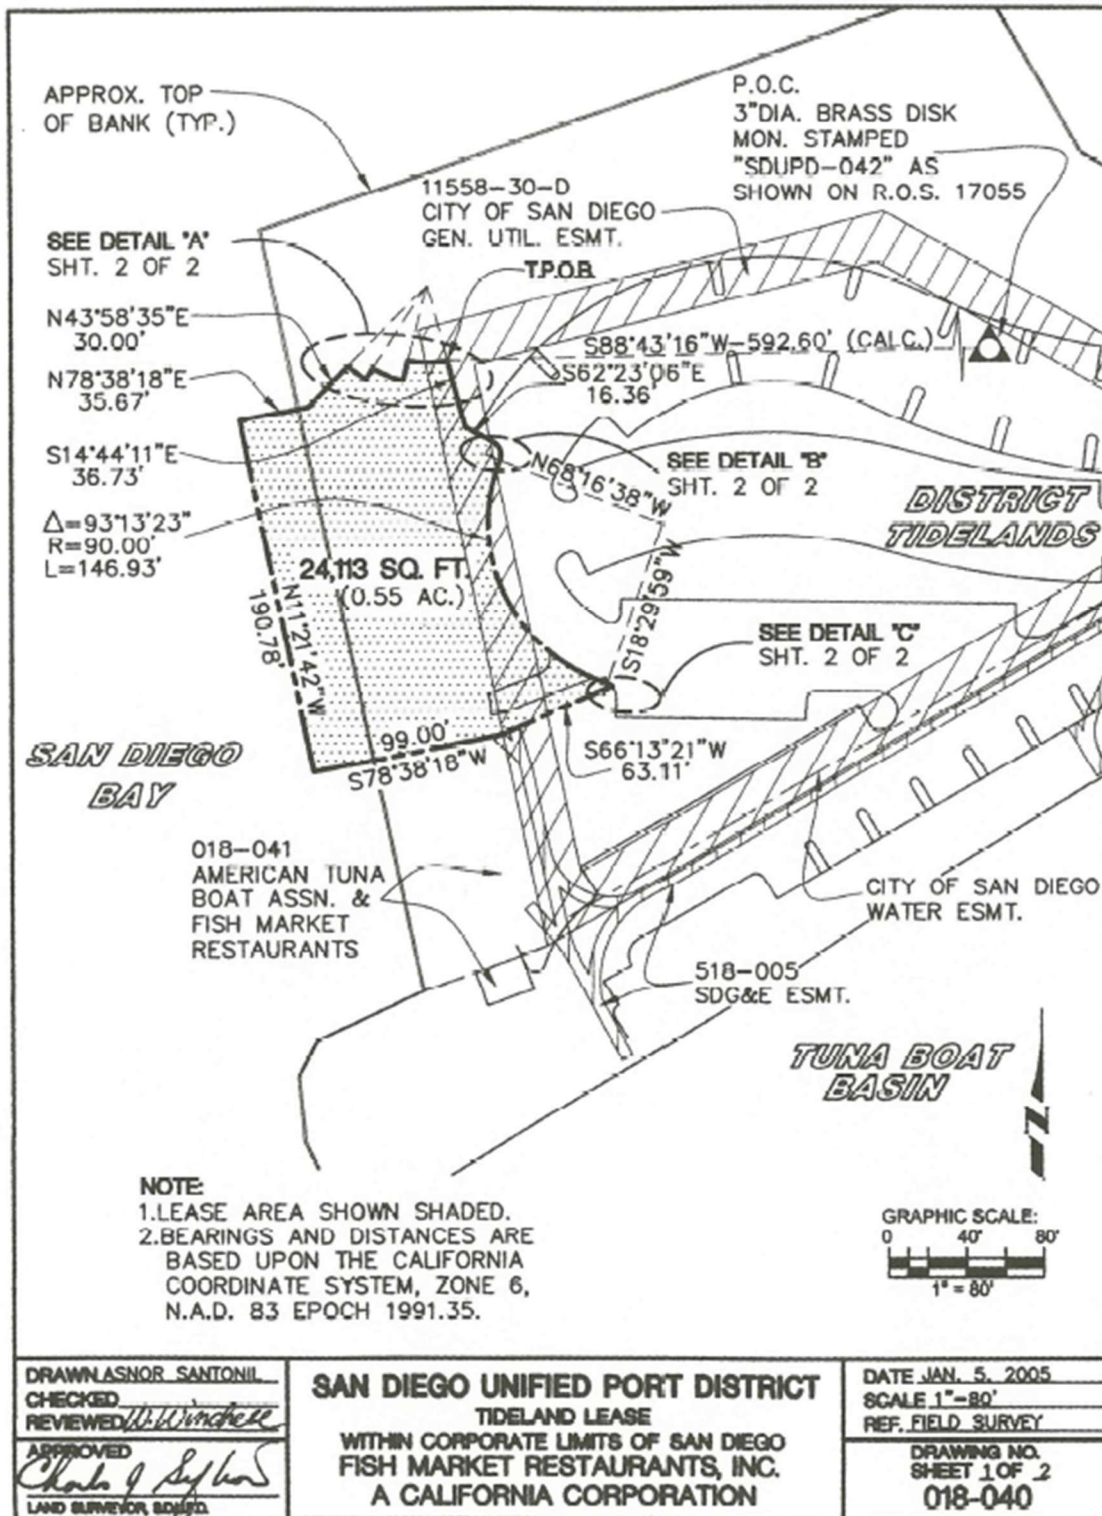 APPROX. TOP
OF BANK (TYP.)
P.O.C.
3"DIA. BRASS DISK
MON. STAMPED
"SDUPD-042" AS
SHOWN ON R.O.S. 17055
11558-30-D
CITY OF SAN DIEGO
GEN. UTIL. ESMT.
SEE DETAIL "A"
SHT. 2 OF 2
T.P.O.B.
N43°58'35"E
30.00'
S88°43'16"W-592.60' (CALC.)
N78°38'18"E
35.67'
S62°23'06"E
16.36'
S14°44'11"E
36.73'
SEE DETAIL "B"
SHT. 2 OF 2
N68°16'38"W
DISTRICT
TIDELANDS
Δ=93°13'23"
R=90.00'
L=146.93'
24,113 SQ. FT.
(0.55 AC.)
N11°21'42"W
190.78'
S18°29'59"W
SEE DETAIL "C"
SHT. 2 OF 2
99.00'
S78°38'18"W
S66°13'21"W
63.11'
SAN DIEGO
BAY
018-041
AMERICAN TUNA
BOAT ASSN. &
FISH MARKET
RESTAURANTS
CITY OF SAN DIEGO
WATER ESMT.
518-005
SDG&E ESMT.
TUNA BOAT
BASIN
N
NOTE:
1.LEASE AREA SHOWN SHADED.
2.BEARINGS AND DISTANCES ARE
BASED UPON THE CALIFORNIA
COORDINATE SYSTEM, ZONE 6,
N.A.D. 83 EPOCH 1991.35.
GRAPHIC SCALE:
0 40' 80'
1" = 80'
DRAWN ASNOR SANTONIL
CHECKED
REVIEWED W. Winchell
APPROVED
LAND SURVEYOR, S.D.U.P.D.
SAN DIEGO UNIFIED PORT DISTRICT
TIDELAND LEASE
WITHIN CORPORATE LIMITS OF SAN DIEGO
FISH MARKET RESTAURANTS, INC.
A CALIFORNIA CORPORATION
DATE JAN. 5, 2005
SCALE 1"=80'
REF. FIELD SURVEY
DRAWING NO.
SHEET 1 OF 2
018-040